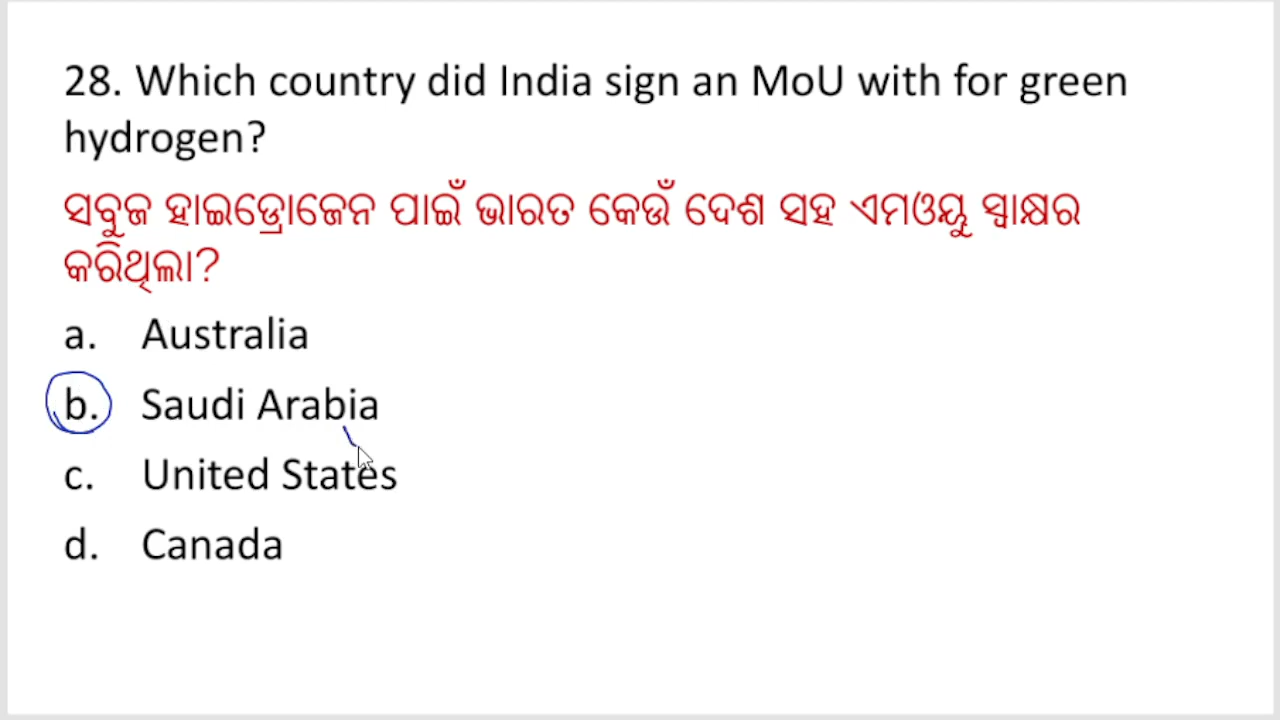 28. Which country did India sign an MoU with for green
hydrogen?
ସବୁଜ ହାଇଡ୍ରୋଜେନ ପାଇଁ ଭାରତ କେଉଁ ଦେଶ ସହ ଏମଓୟୁ ସ୍ୱାକ୍ଷର
କରିଥିଲା?
a. Australia
b. Saudi Arabia
c. United States
d. Canada